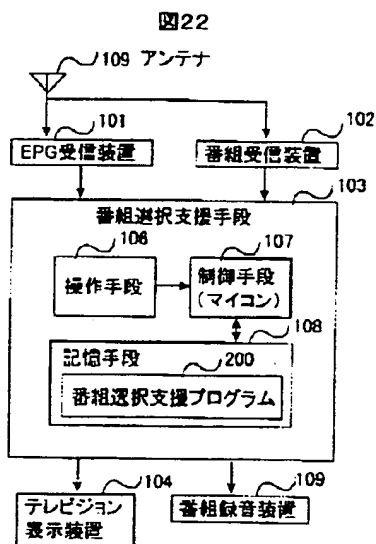 図22
109 アンテナ
101
102
EPG受信装置
番組受信装置
103
番組選択支援手段
106
107
操作手段
制御手段
(マイコン)
108
記憶手段
200
番組選択支援プログラム
104
109
テレビジョン
表示装置
番組録音装置